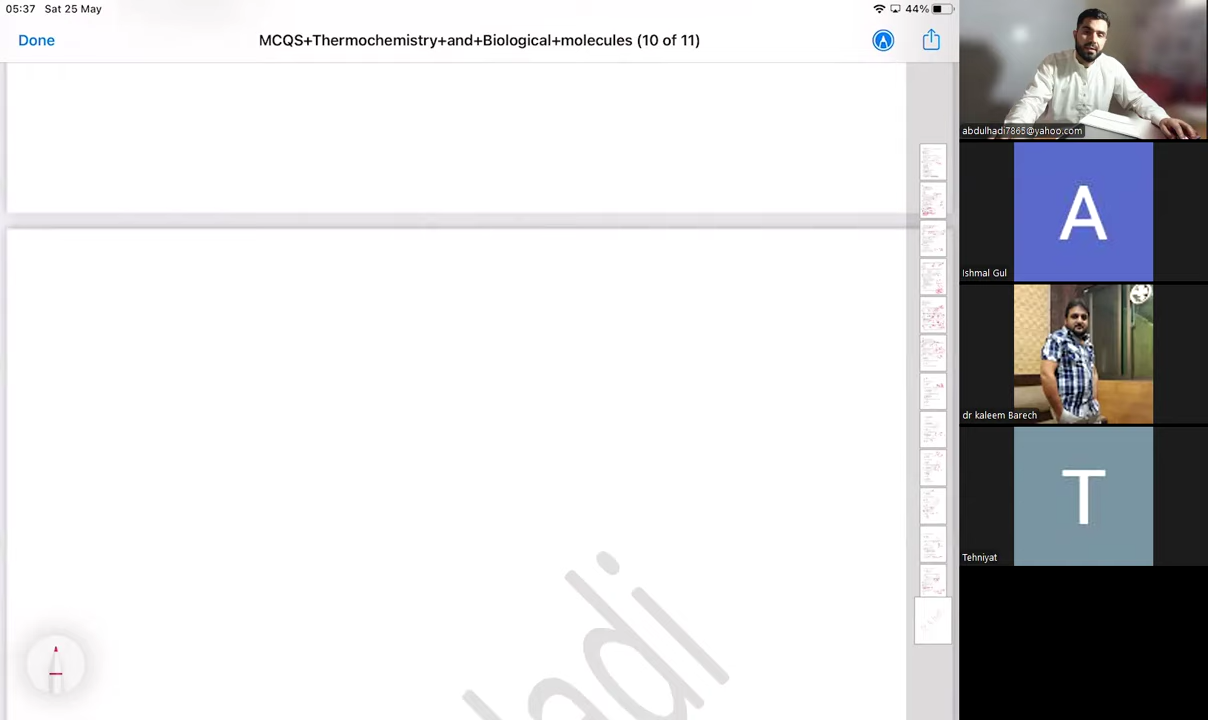 05:37 Sat 25 May
44%
Done
MCQS+Thermochemistry+and+Biological+molecules (10 of 11)
abdulhadi7865@yahoo.com
A
Ishmal Gul
dr kaleem Barech
T
Tehniyat
adi